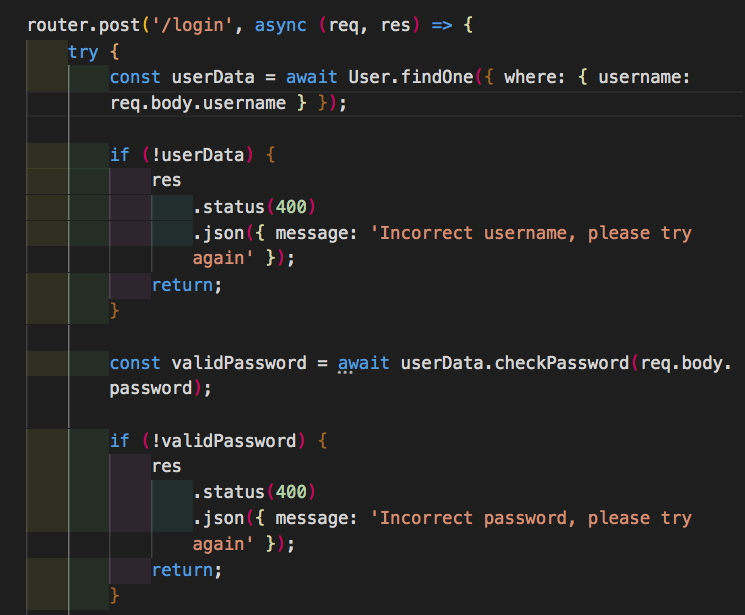 router.post('/login', async (req, res) => {
try {
const userData = await User.findOne({ where: { username:
req.body.username } });
if (!userData) {
res
.status(400)
.json({ message: 'Incorrect username, please try
again' });
return;
}
const validPassword = await userData.checkPassword(req.body.
password);
if (!validPassword) {
res
.status(400)
.json({ message: 'Incorrect password, please try
again' });
return;
}